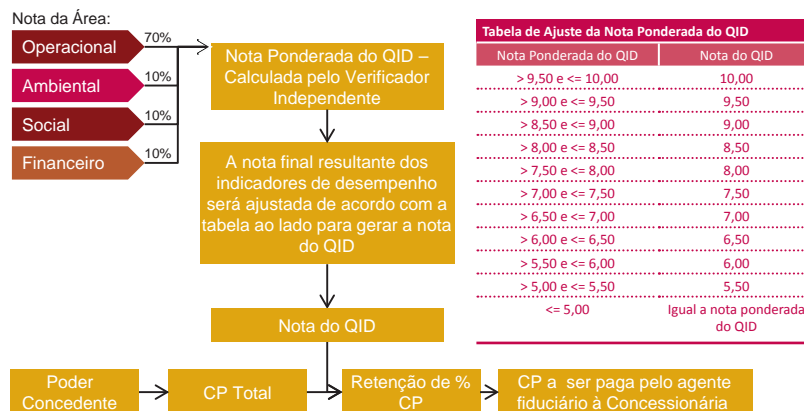 Nota da Área:
Operacional
70%
Ambiental
10%
Social
10%
Financeiro
10%
Nota Ponderada do QID –
Calculada pelo Verificador
Independente
A nota final resultante dos
indicadores de desempenho
será ajustada de acordo com a
tabela ao lado para gerar a nota
do QID
Nota do QID
Poder
Concedente
CP Total
Retenção de %
CP
CP a ser paga pelo agente
fiduciário à Concessionária
Tabela de Ajuste da Nota Ponderada do QID
Nota Ponderada do QID Nota do QID
> 9,50 e <= 10,00 10,00
> 9,00 e <= 9,50 9,50
> 8,50 e <= 9,00 9,00
> 8,00 e <= 8,50 8,50
> 7,50 e <= 8,00 8,00
> 7,00 e <= 7,50 7,50
> 6,50 e <= 7,00 7,00
> 6,00 e <= 6,50 6,50
> 5,50 e <= 6,00 6,00
> 5,00 e <= 5,50 5,50
<= 5,00 Igual a nota ponderada
do QID